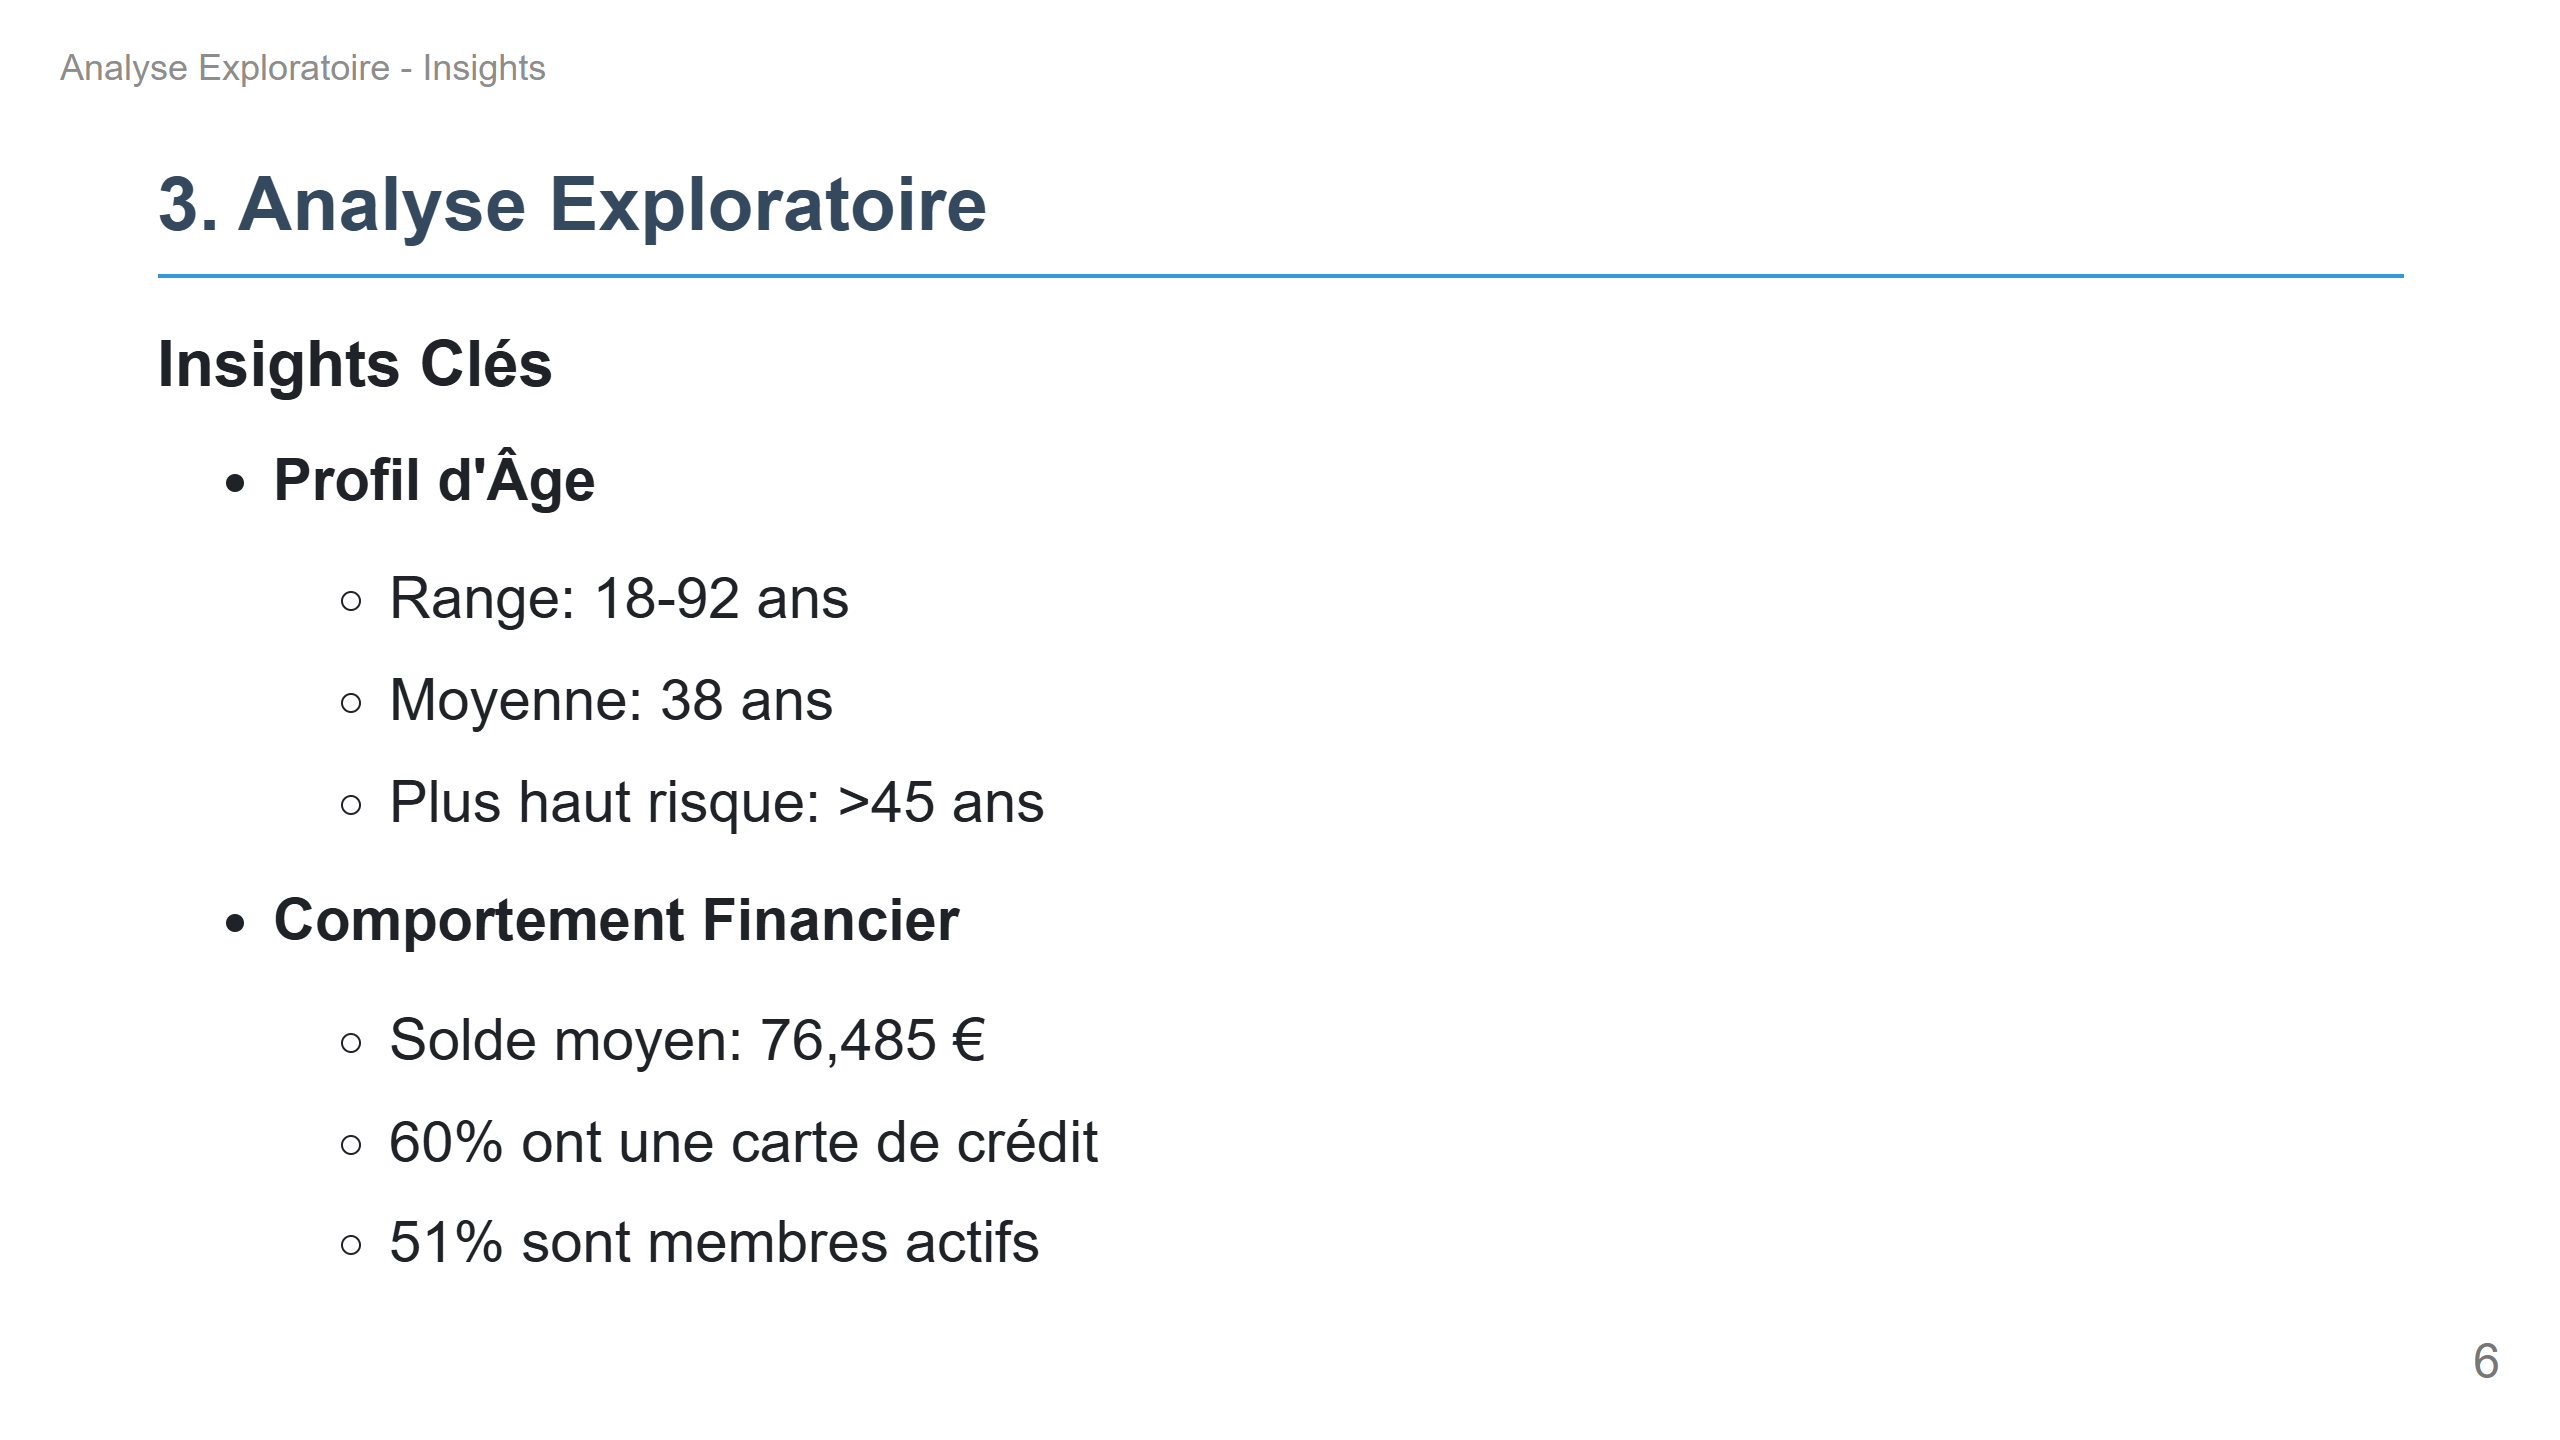 Analyse Exploratoire - Insights
3. Analyse Exploratoire
Insights Clés
• Profil d'Âge
◦ Range: 18-92 ans
◦ Moyenne: 38 ans
◦ Plus haut risque: >45 ans
• Comportement Financier
◦ Solde moyen: 76,485 €
◦ 60% ont une carte de crédit
◦ 51% sont membres actifs
6